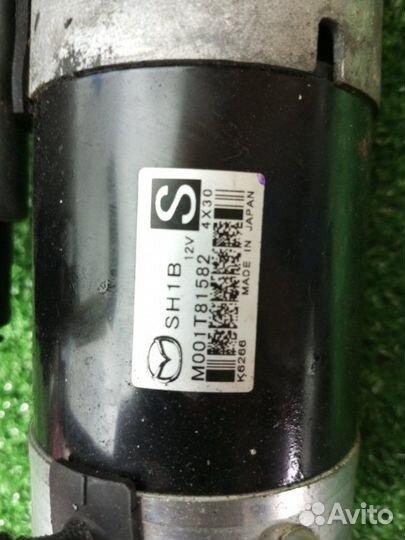 SH1B 12V S
M001T81582 4X30
K6266 MADE IN JAPAN
Avito